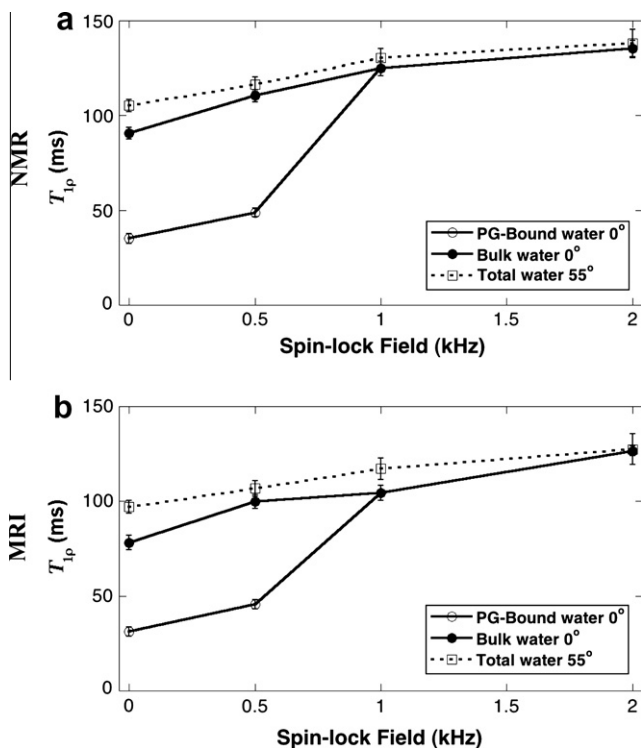 a
NMR
T1ρ (ms)
150
100
50
0
PG-Bound water 0°
Bulk water 0°
Total water 55°
0 0.5 1 1.5 2
Spin-lock Field (kHz)
b
MRI
T1ρ (ms)
150
100
50
0
PG-Bound water 0°
Bulk water 0°
Total water 55°
0 0.5 1 1.5 2
Spin-lock Field (kHz)